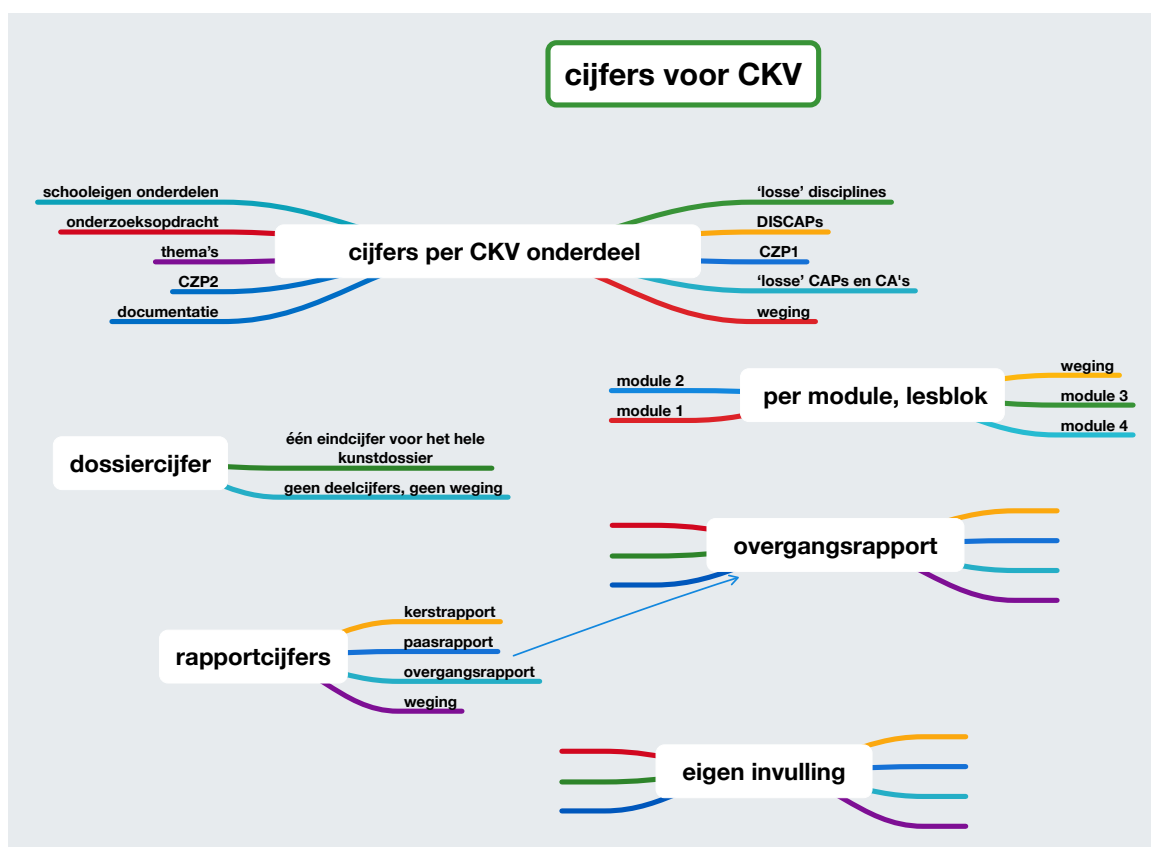 cijfers voor CKV
cijfers per CKV onderdeel
schooleigen onderdelen
onderzoeksopdracht
thema’s
CZP2
documentatie
‘losse’ disciplines
DISCAPs
CZP1
‘losse’ CAPs en CA's
weging
per module, lesblok
module 2
module 1
weging
module 3
module 4
dossiercijfer
één eindcijfer voor het hele
kunstdossier
geen deelcijfers, geen weging
overgangsrapport
rapportcijfers
kerstrapport
paasrapport
overgangsrapport
weging
eigen invulling